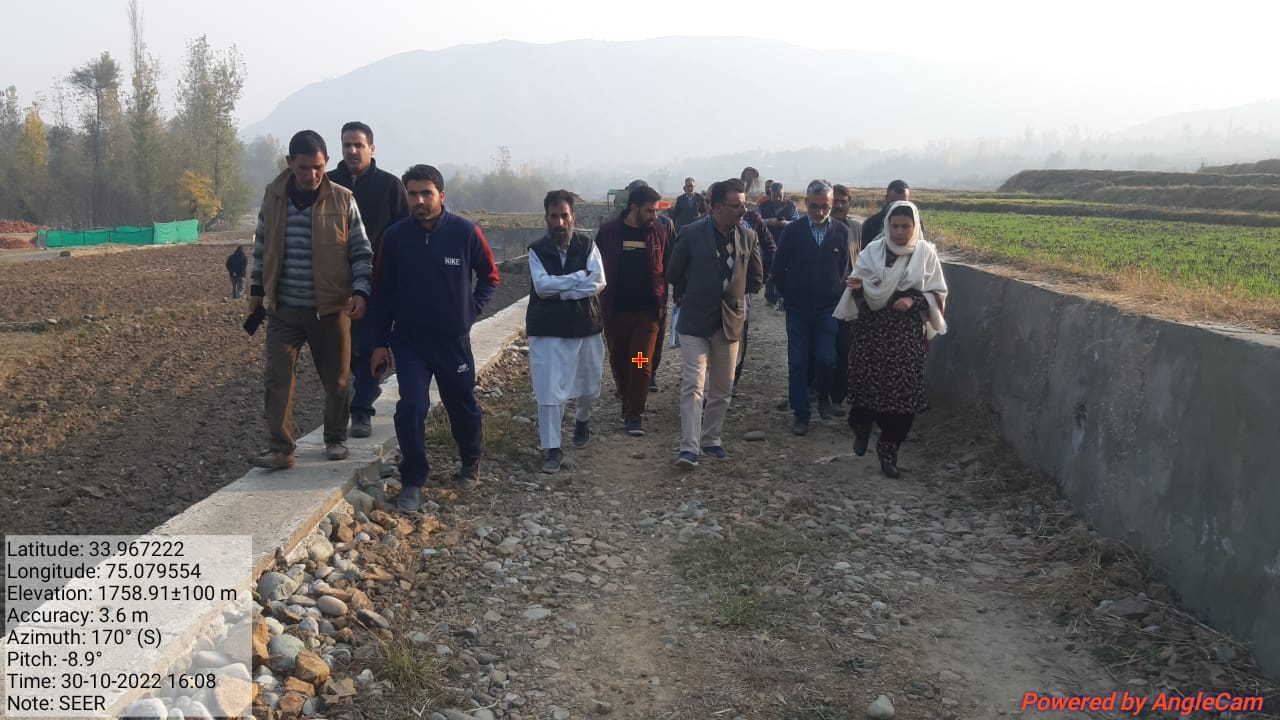 NIKE
Latitude: 33.967222
Longitude: 75.079554
Elevation: 1758.91±100 m
Accuracy: 3.6 m
Azimuth: 170° (S)
Pitch: -8.9°
Time: 30-10-2022 16:08
Note: SEER
Powered by AngleCam